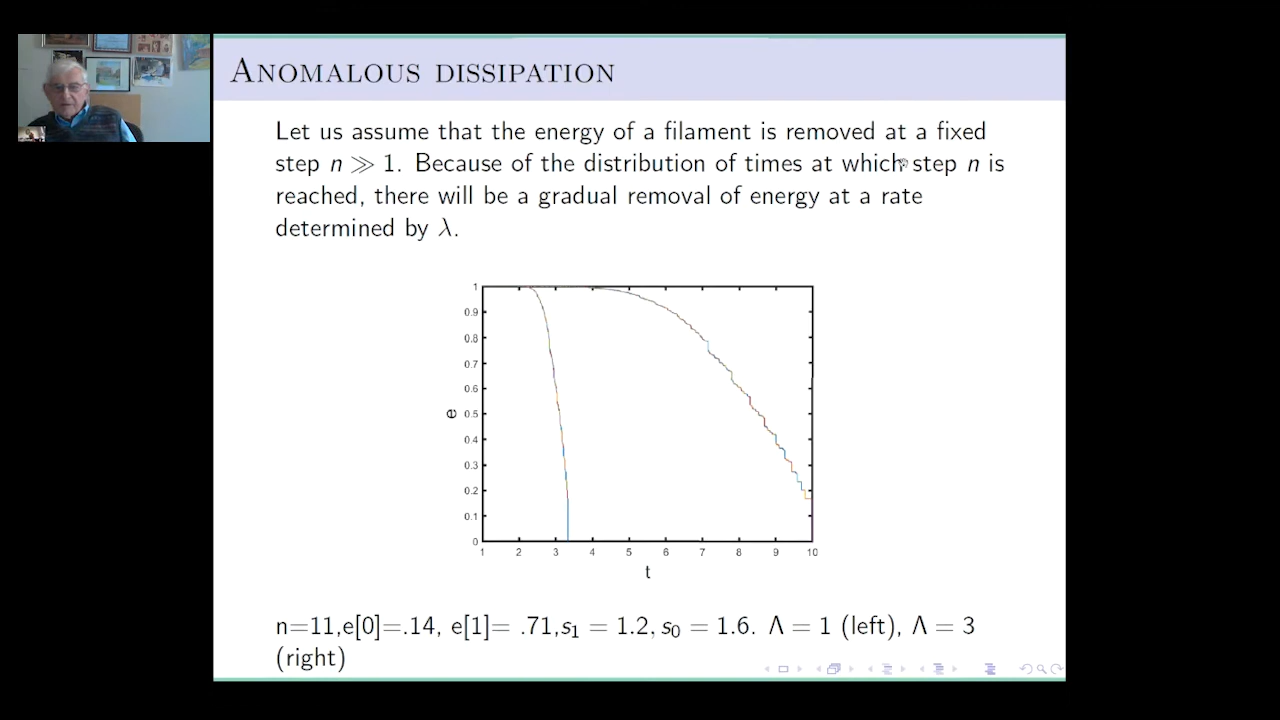 ANOMALOUS DISSIPATION
Let us assume that the energy of a filament is removed at a fixed
step n ≫ 1. Because of the distribution of times at which step n is
reached, there will be a gradual removal of energy at a rate
determined by λ.
1
0.9
0.8
0.7
0.6
0.5
0.4
0.3
0.2
0.1
0
e
1 2 3 4 5 6 7 8 9 10
t
n=11,e[0]=.14, e[1]= .71,s₁ = 1.2, s₀ = 1.6. Λ = 1 (left), Λ = 3
(right)